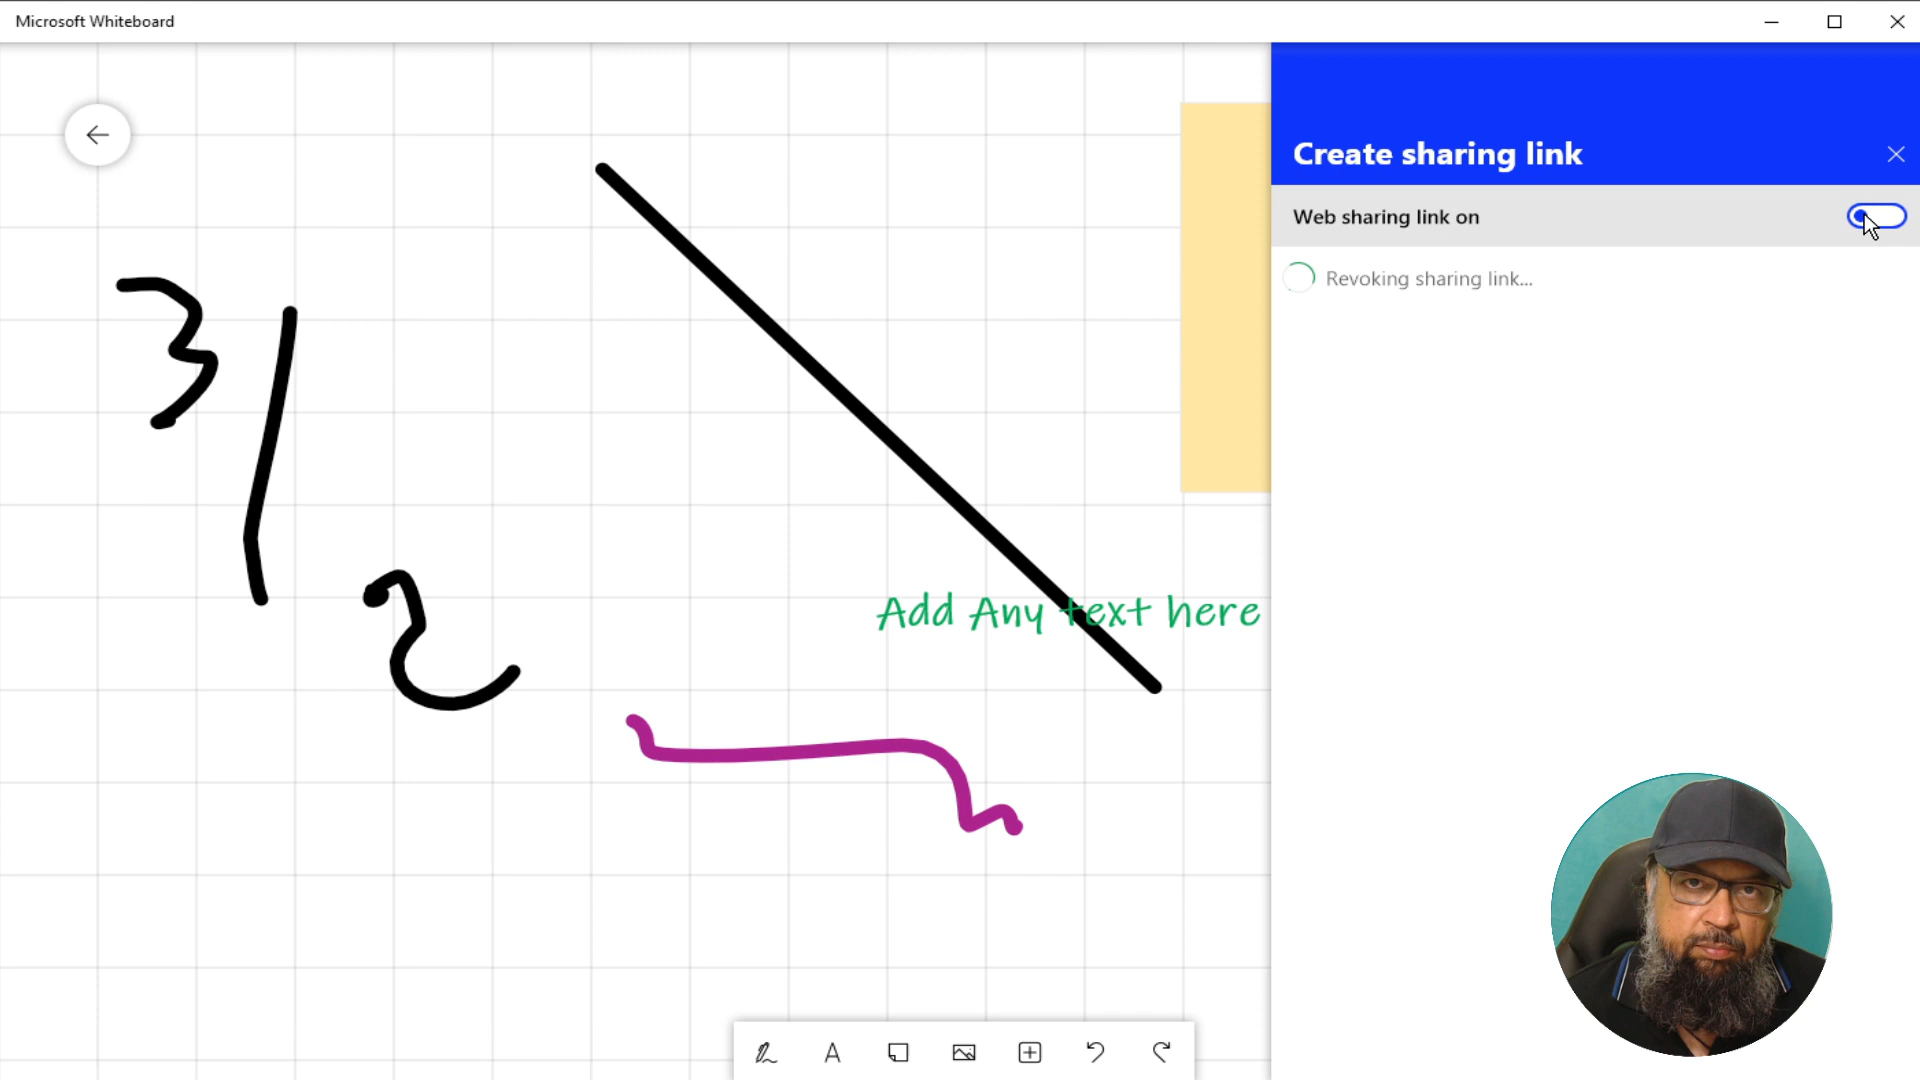 Microsoft Whiteboard
Create sharing link
Web sharing link on
Revoking sharing link...
3/2
Add Any text here
A